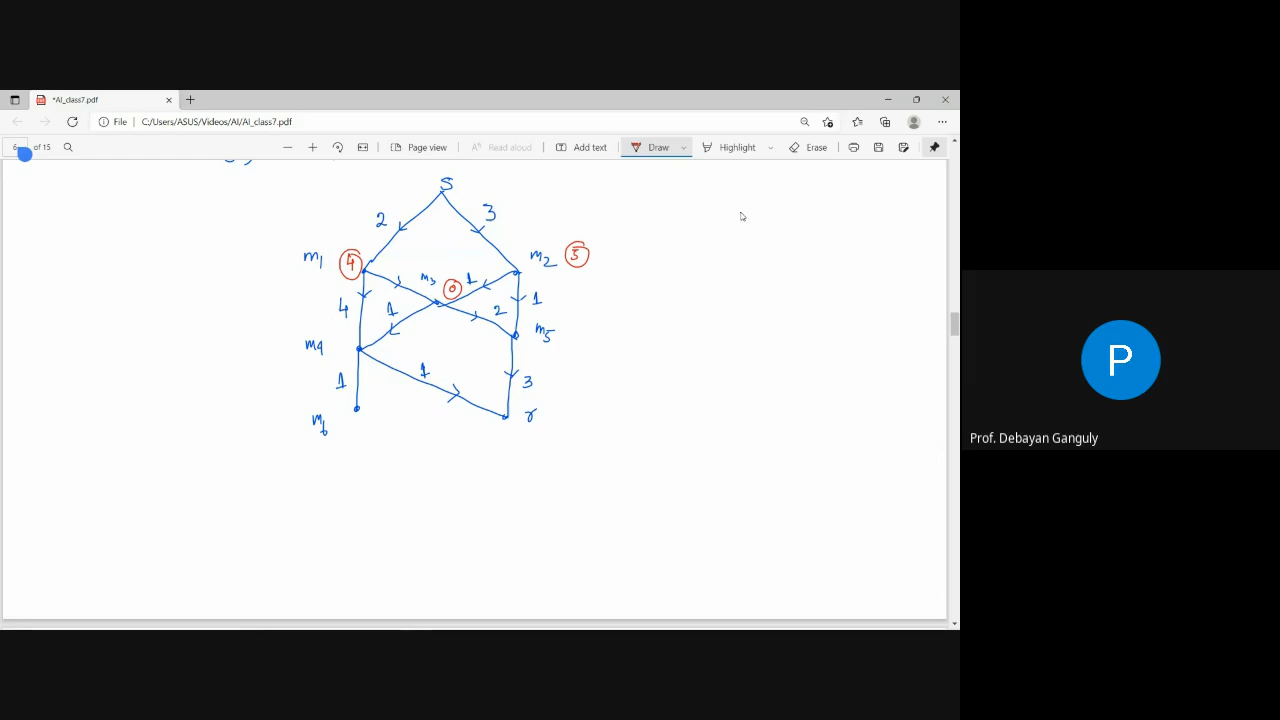 *AI_class7.pdf
File C:/Users/ASUS/Videos/AI/AI_class7.pdf
6 of 15 Page view Read aloud Add text Draw Highlight Erase
S
2 3
m1 4 m2 5
m3 0 1
4 1 2 1
m4 m5
1 1 3
m6 r
P
Prof. Debayan Ganguly